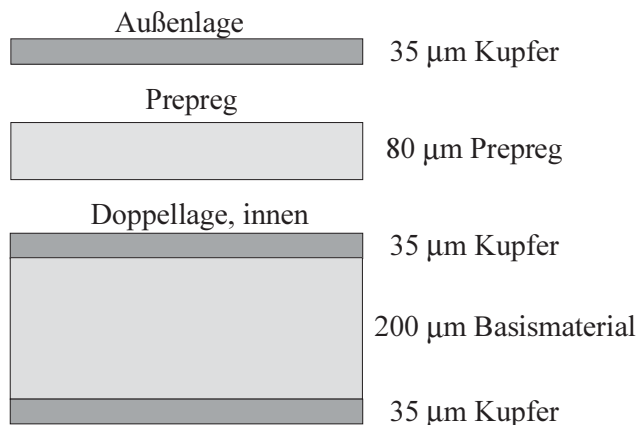 Außenlage
35 µm Kupfer
Prepreg
80 µm Prepreg
Doppellage, innen
35 µm Kupfer
200 µm Basismaterial
35 µm Kupfer